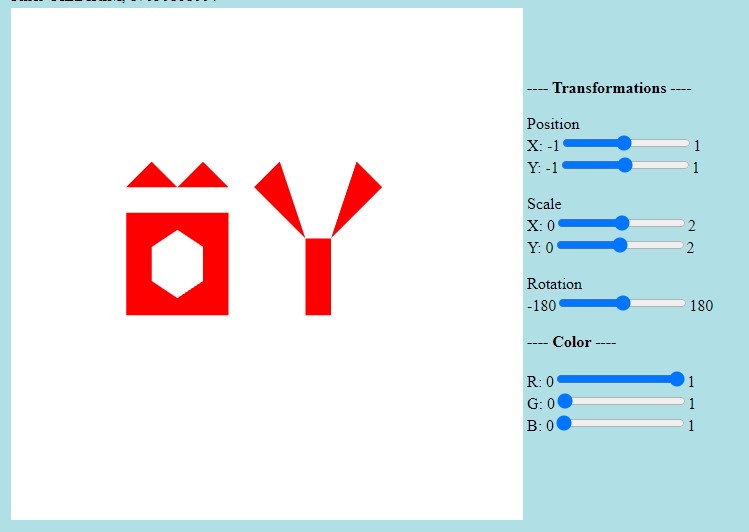 ÖY
---- Transformations ----
Position
X: -1 1
Y: -1 1
Scale
X: 0 2
Y: 0 2
Rotation
-180 180
---- Color ----
R: 0 1
G: 0 1
B: 0 1